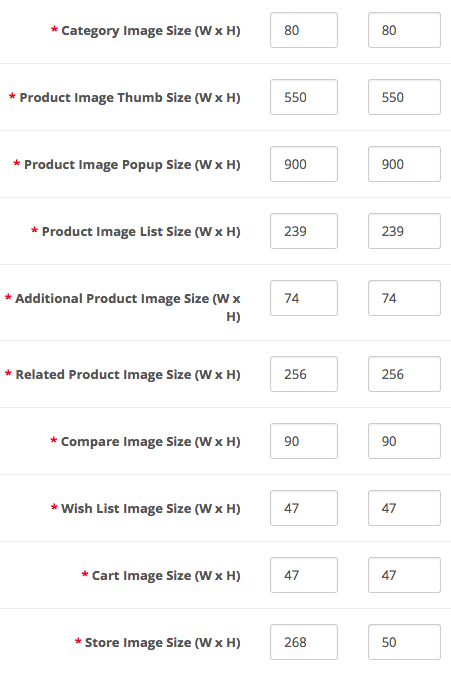 * Category Image Size (W x H) 80 80
* Product Image Thumb Size (W x H) 550 550
* Product Image Popup Size (W x H) 900 900
* Product Image List Size (W x H) 239 239
* Additional Product Image Size (W x 74 74
H)
* Related Product Image Size (W x H) 256 256
* Compare Image Size (W x H) 90 90
* Wish List Image Size (W x H) 47 47
* Cart Image Size (W x H) 47 47
* Store Image Size (W x H) 268 50